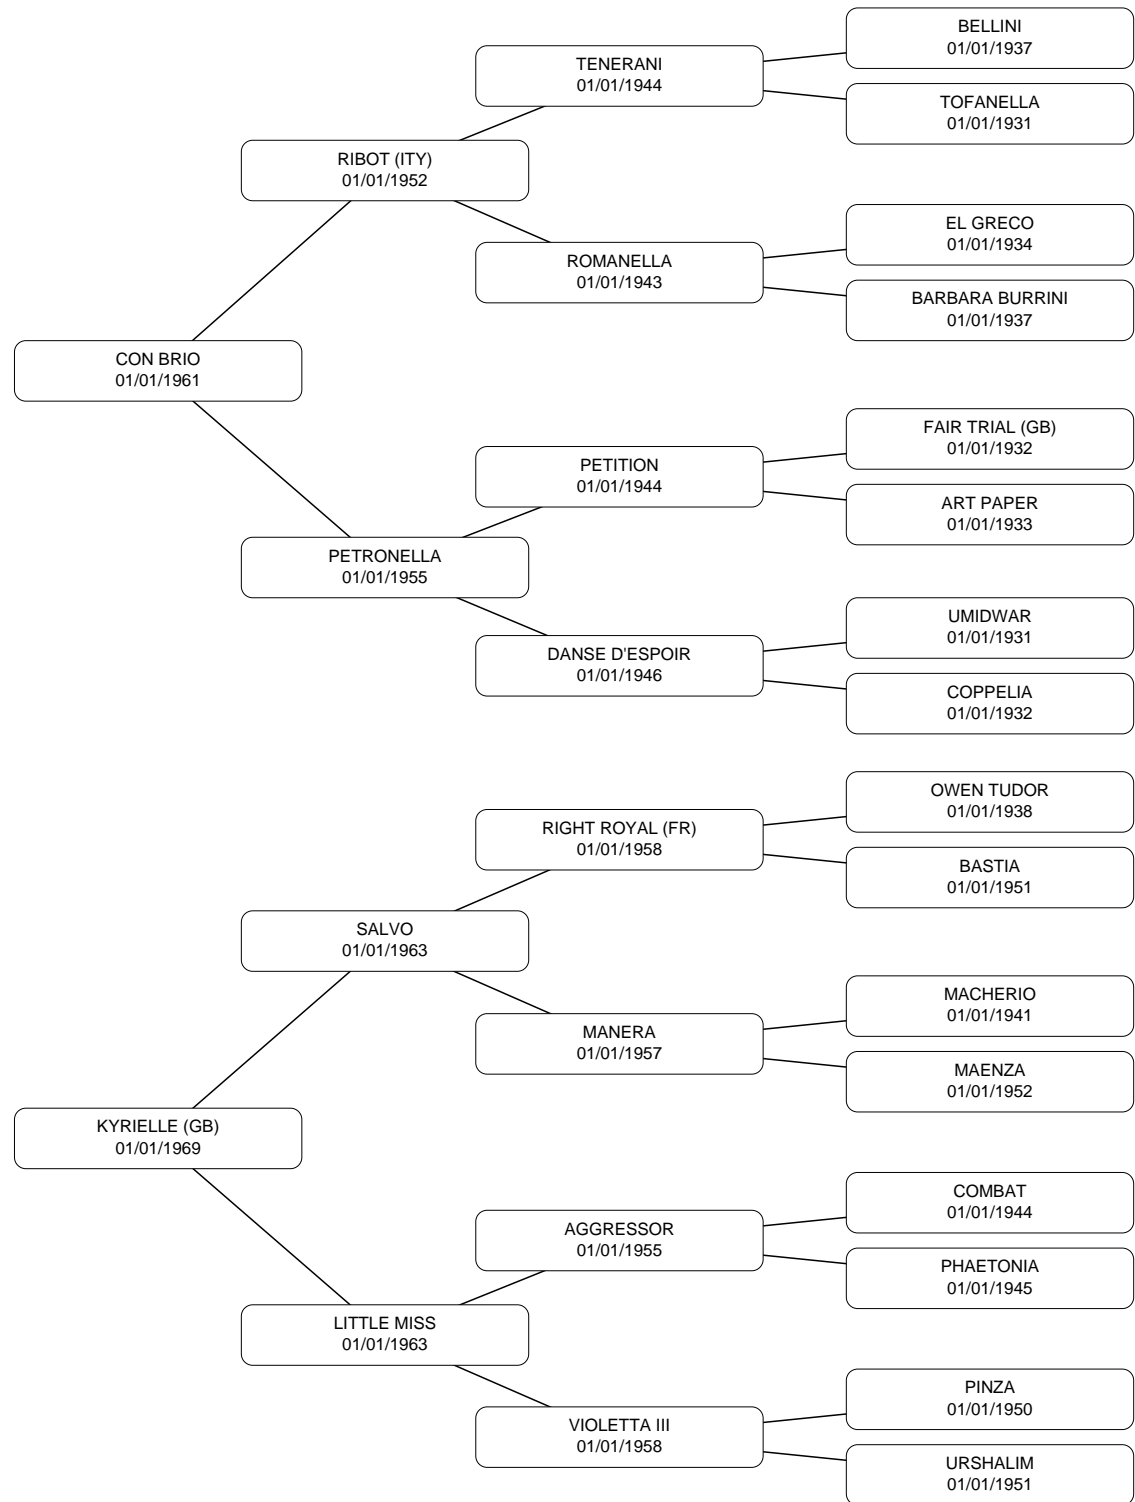 BELLINI
01/01/1937
TENERANI
01/01/1944
TOFANELLA
01/01/1931
RIBOT (ITY)
01/01/1952
EL GRECO
01/01/1934
ROMANELLA
01/01/1943
BARBARA BURRINI
01/01/1937
CON BRIO
01/01/1961
FAIR TRIAL (GB)
01/01/1932
PETITION
01/01/1944
ART PAPER
01/01/1933
PETRONELLA
01/01/1955
UMIDWAR
01/01/1931
DANSE D'ESPOIR
01/01/1946
COPPELIA
01/01/1932
OWEN TUDOR
01/01/1938
RIGHT ROYAL (FR)
01/01/1958
BASTIA
01/01/1951
SALVO
01/01/1963
MACHERIO
01/01/1941
MANERA
01/01/1957
MAENZA
01/01/1952
KYRIELLE (GB)
01/01/1969
COMBAT
01/01/1944
AGGRESSOR
01/01/1955
PHAETONIA
01/01/1945
LITTLE MISS
01/01/1963
PINZA
01/01/1950
VIOLETTA III
01/01/1958
URSHALIM
01/01/1951